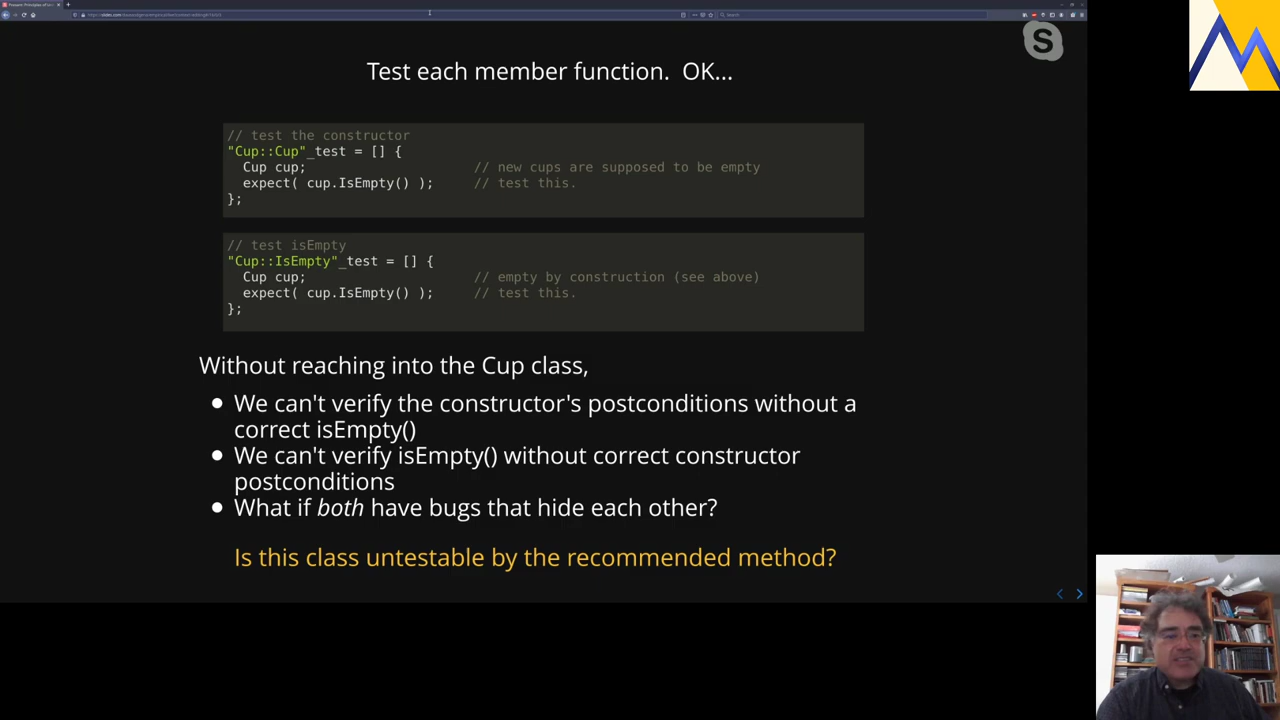 Test each member function.  OK...
// test the constructor
"Cup::Cup"_test = [] {
  Cup cup;                     // new cups are supposed to be empty
  expect( cup.IsEmpty() );     // test this.
};
// test isEmpty
"Cup::IsEmpty"_test = [] {
  Cup cup;                     // empty by construction (see above)
  expect( cup.IsEmpty() );     // test this.
};
Without reaching into the Cup class,
● We can't verify the constructor's postconditions without a
correct isEmpty()
● We can't verify isEmpty() without correct constructor
postconditions
● What if both have bugs that hide each other?
Is this class untestable by the recommended method?